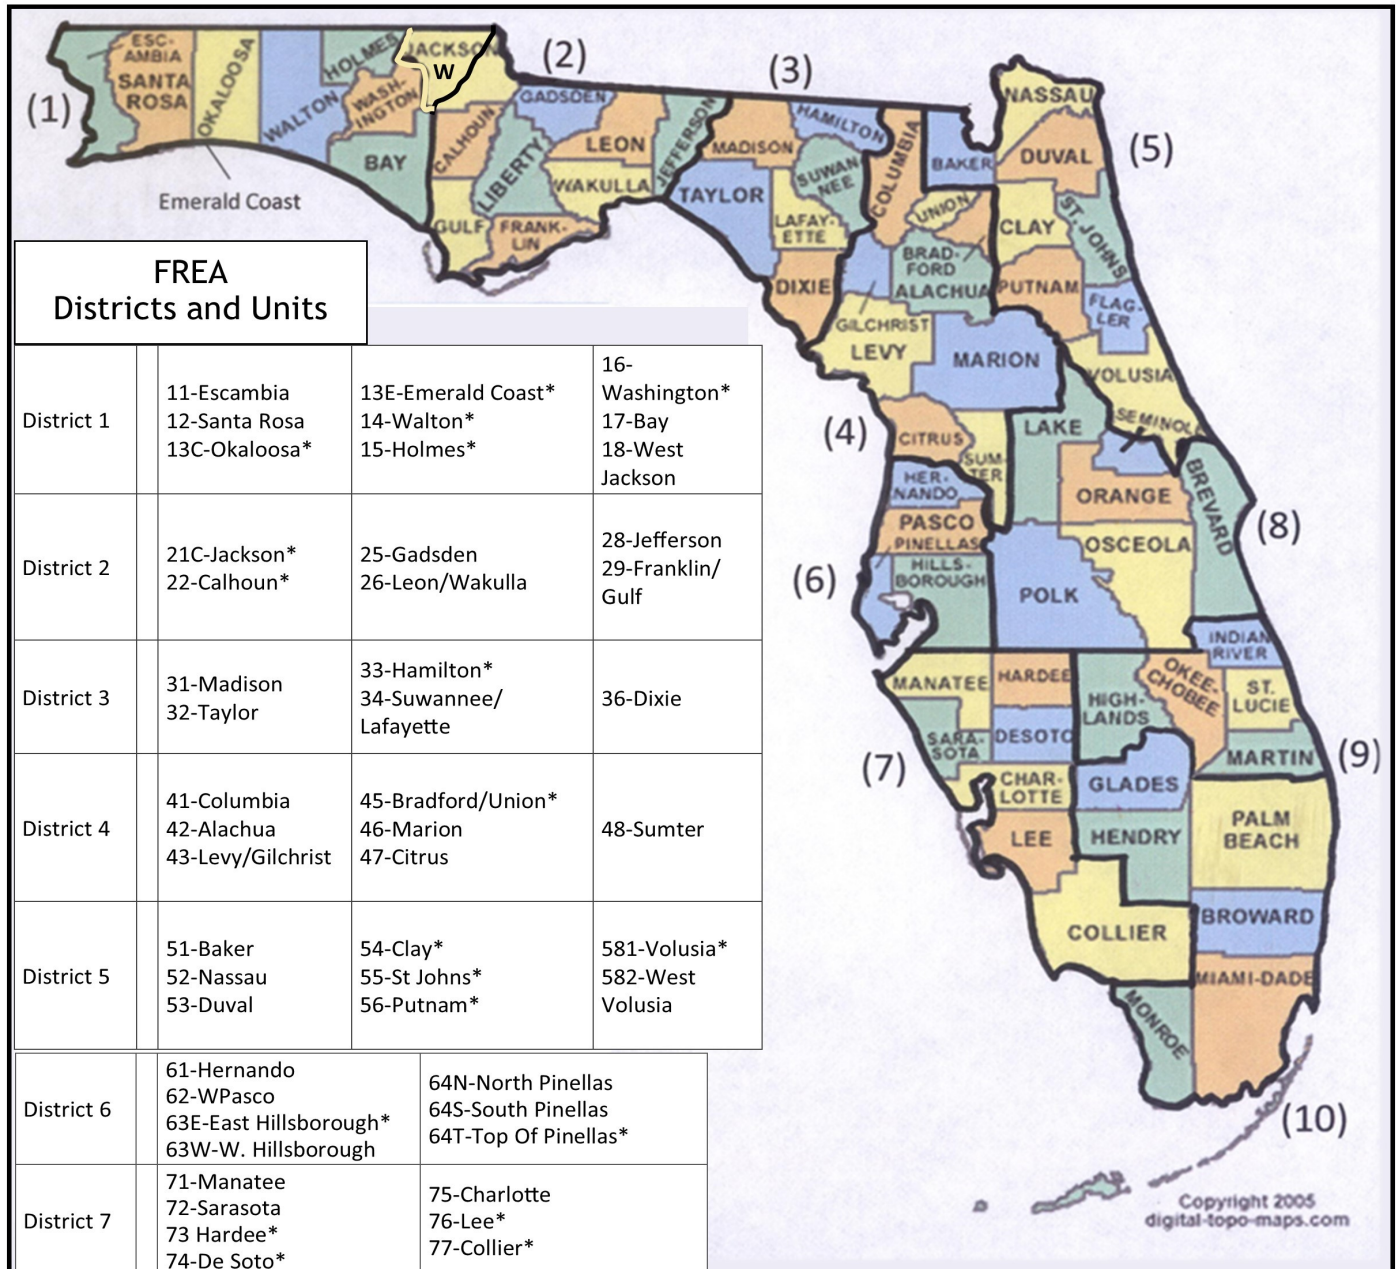 ESC-
AMBIA
SANTA
ROSA
OKALOOSA
WALTON
HOLMES
WASH-
INGTON
BAY
JACKSON
W
CALHOUN
GULF
LIBERTY
GADSDEN
LEON
WAKULLA
FRANK-
LIN
JEFFERSON
MADISON
TAYLOR
HAMILTON
SUWAN-
NEE
LAFAY-
ETTE
DIXIE
COLUMBIA
BAKER
UNION
BRAD-
FORD
ALACHUA
GILCHRIST
LEVY
MARION
NASSAU
DUVAL
CLAY
ST. JOHNS
PUTNAM
FLAG-
LER
VOLUSIA
SEMINOLE
LAKE
CITRUS
SUM-
TER
HER-
NANDO
PASCO
PINELLAS
HILLS-
BOROUGH
ORANGE
OSCEOLA
BREVARD
POLK
INDIAN
RIVER
MANATEE
HARDEE
HIGH-
LANDS
OKEE-
CHOBEE
ST.
LUCIE
SARA-
SOTA
DESOTO
MARTIN
CHAR-
LOTTE
GLADES
LEE
HENDRY
PALM
BEACH
COLLIER
BROWARD
MIAMI-DADE
MONROE
(1)
(2)
(3)
(4)
(5)
(6)
(7)
(8)
(9)
(10)
Emerald Coast
FREA
Districts and Units
District 1
11-Escambia
12-Santa Rosa
13C-Okaloosa*
13E-Emerald Coast*
14-Walton*
15-Holmes*
16-
Washington*
17-Bay
18-West
Jackson
District 2
21C-Jackson*
22-Calhoun*
25-Gadsden
26-Leon/Wakulla
28-Jefferson
29-Franklin/
Gulf
District 3
31-Madison
32-Taylor
33-Hamilton*
34-Suwannee/
Lafayette
36-Dixie
District 4
41-Columbia
42-Alachua
43-Levy/Gilchrist
45-Bradford/Union*
46-Marion
47-Citrus
48-Sumter
District 5
51-Baker
52-Nassau
53-Duval
54-Clay*
55-St Johns*
56-Putnam*
581-Volusia*
582-West
Volusia
District 6
61-Hernando
62-WPasco
63E-East Hillsborough*
63W-W. Hillsborough
64N-North Pinellas
64S-South Pinellas
64T-Top Of Pinellas*
District 7
71-Manatee
72-Sarasota
73 Hardee*
74-De Soto*
75-Charlotte
76-Lee*
77-Collier*
Copyright 2005
digital-topo-maps.com